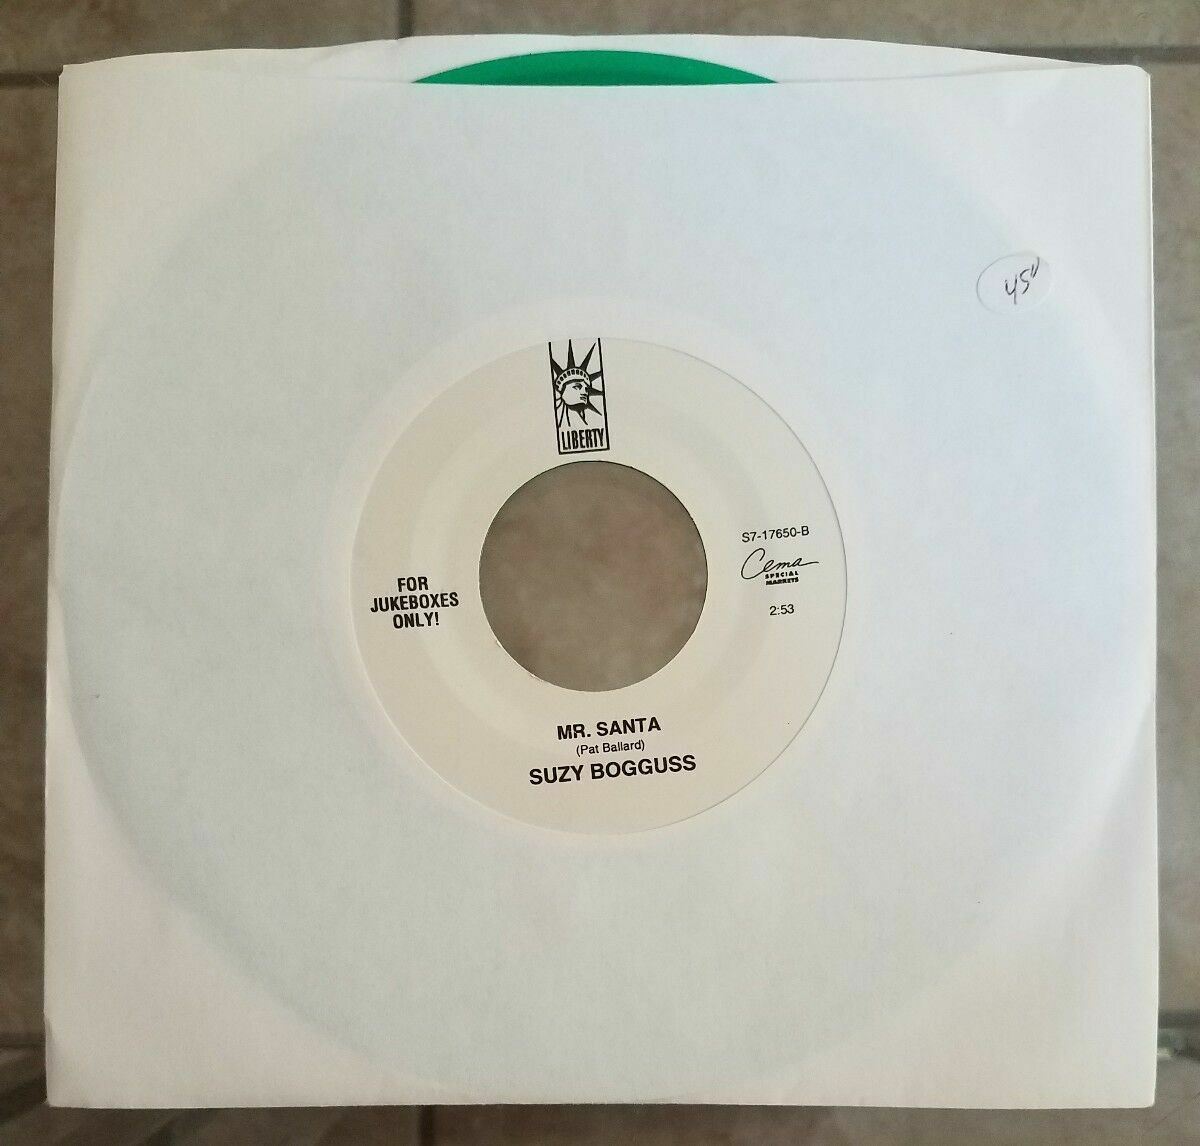 45"
LIBERTY
S7-17650-B
Cema
SPECIAL
MARKETS
2:53
FOR
JUKEBOXES
ONLY!
MR. SANTA
(Pat Ballard)
SUZY BOGGUSS